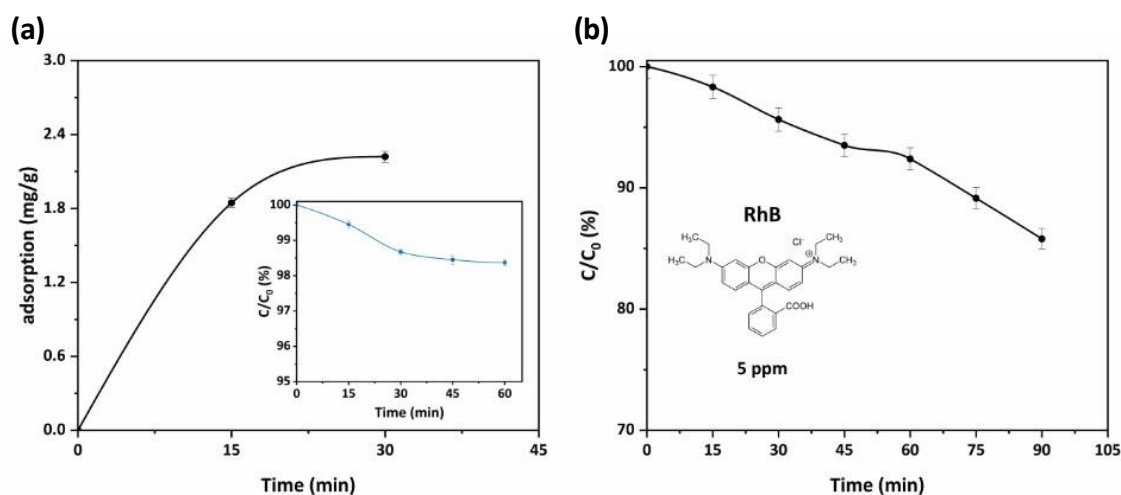 (a)
3.0
2.4
1.8
1.2
0.6
0.0
adsorption (mg/g)
0
15
30
45
Time (min)
100
99
98
97
96
95
C/C₀ (%)
0
15
30
45
60
Time (min)
(b)
100
90
80
70
C/C₀ (%)
0
15
30
45
60
75
90
105
Time (min)
RhB
Cl⁻
H₃C
CH₃
N
O
N
⊕
H₃C
CH₃
COOH
5 ppm